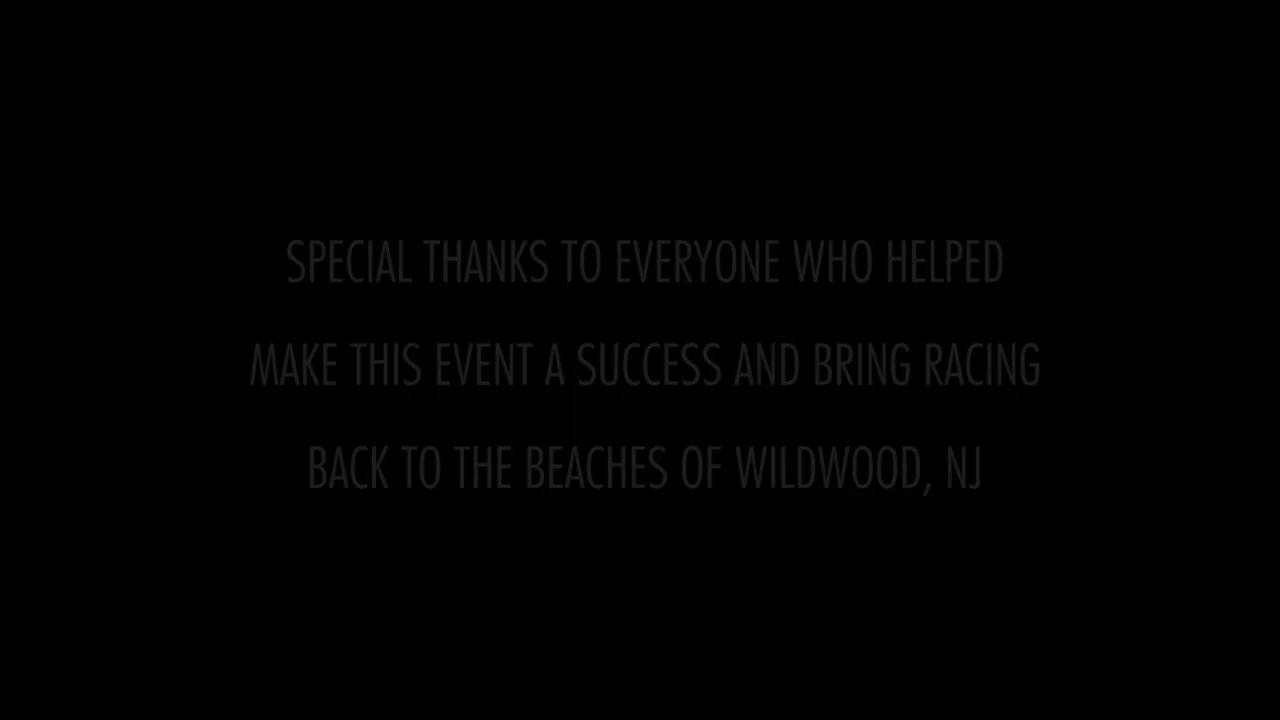 SPECIAL THANKS TO EVERYONE WHO HELPED
MAKE THIS EVENT A SUCCESS AND BRING RACING
BACK TO THE BEACHES OF WILDWOOD, NJ